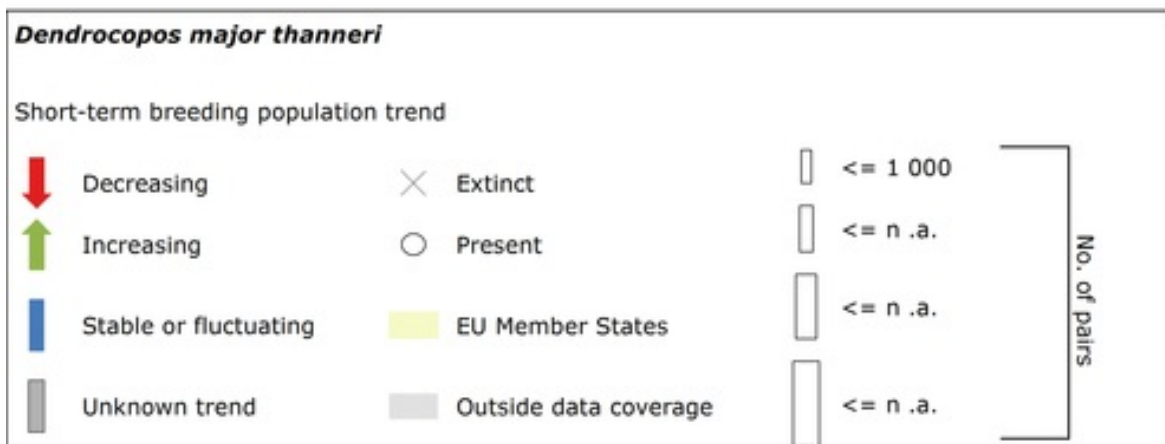 Dendrocopos major thanneri
Short-term breeding population trend
Decreasing
Increasing
Stable or fluctuating
Unknown trend
Extinct
Present
EU Member States
Outside data coverage
<= 1 000
<= n .a.
<= n .a.
<= n .a.
No. of pairs